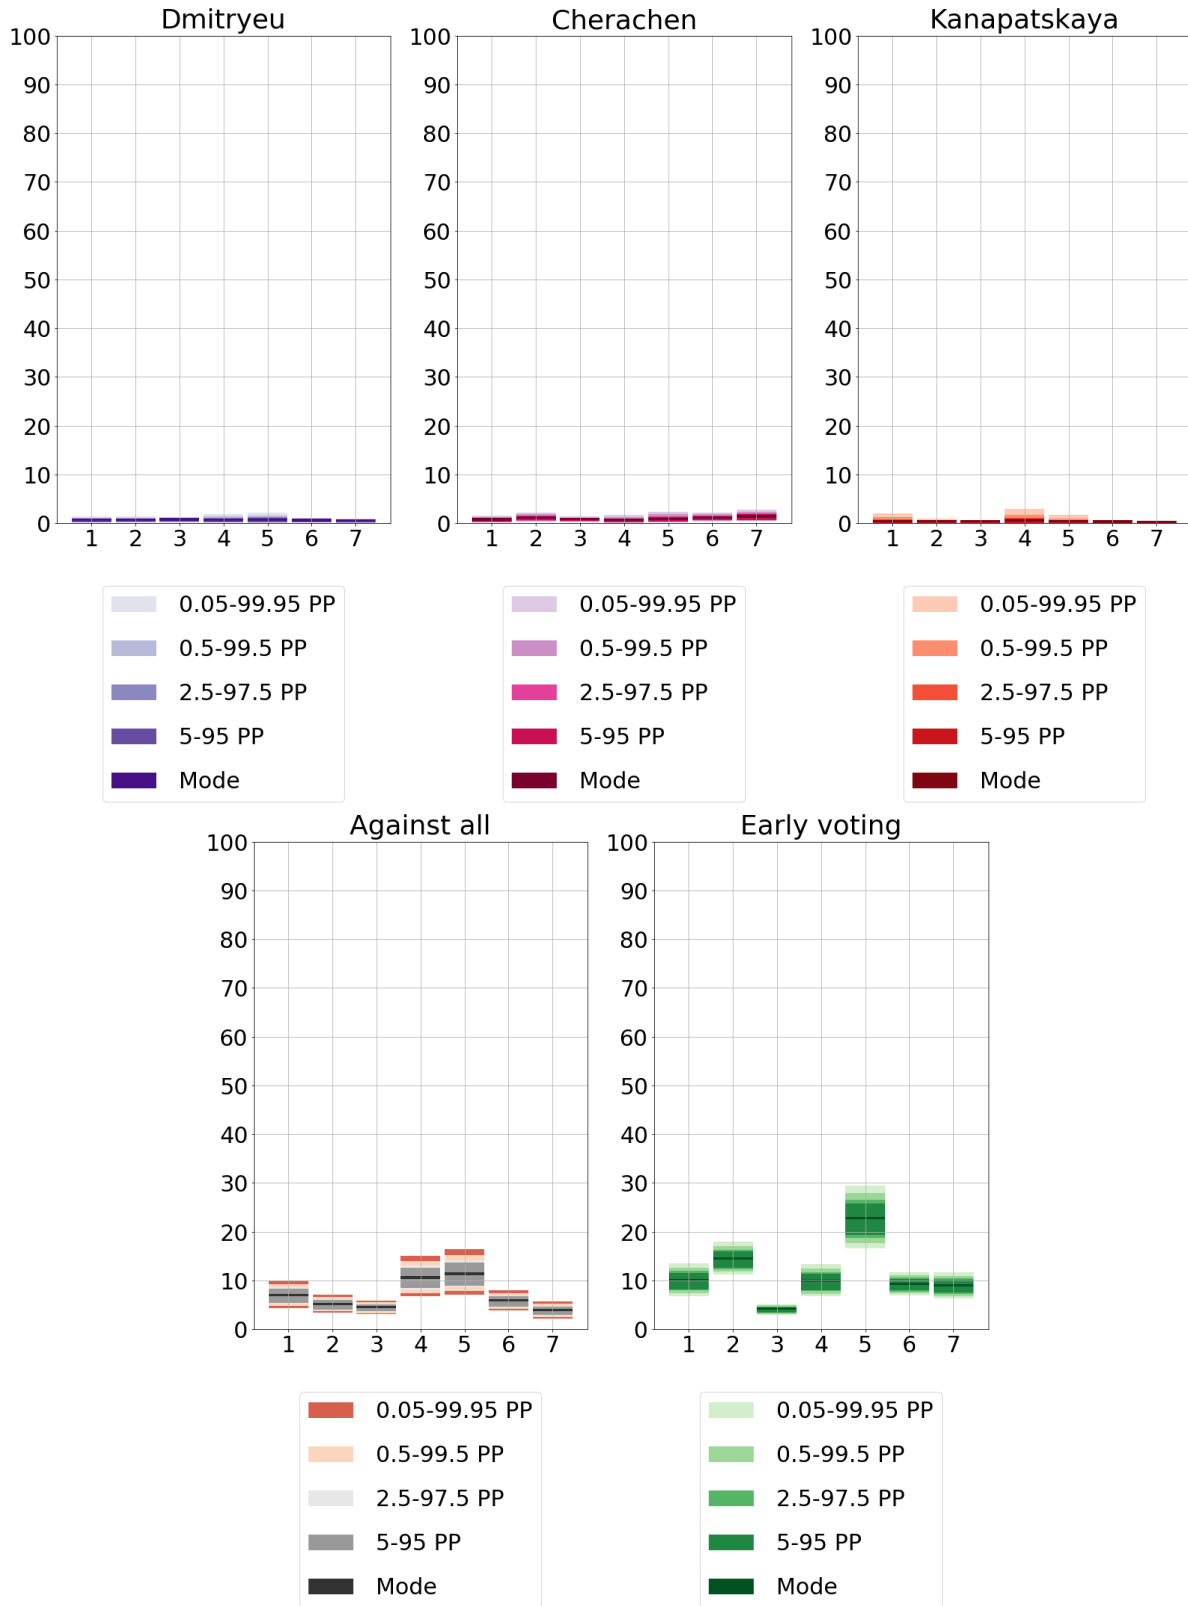 Dmitryeu Cherachen Kanapatskaya
100 100 100
90 90 90
80 80 80
70 70 70
60 60 60
50 50 50
40 40 40
30 30 30
20 20 20
10 10 10
0 0 0
1 2 3 4 5 6 7 1 2 3 4 5 6 7 1 2 3 4 5 6 7
0.05-99.95 PP 0.05-99.95 PP 0.05-99.95 PP
0.5-99.5 PP 0.5-99.5 PP 0.5-99.5 PP
2.5-97.5 PP 2.5-97.5 PP 2.5-97.5 PP
5-95 PP 5-95 PP 5-95 PP
Mode Mode Mode
Against all Early voting
100 100
90 90
80 80
70 70
60 60
50 50
40 40
30 30
20 20
10 10
0 0
1 2 3 4 5 6 7 1 2 3 4 5 6 7
0.05-99.95 PP 0.05-99.95 PP
0.5-99.5 PP 0.5-99.5 PP
2.5-97.5 PP 2.5-97.5 PP
5-95 PP 5-95 PP
Mode Mode